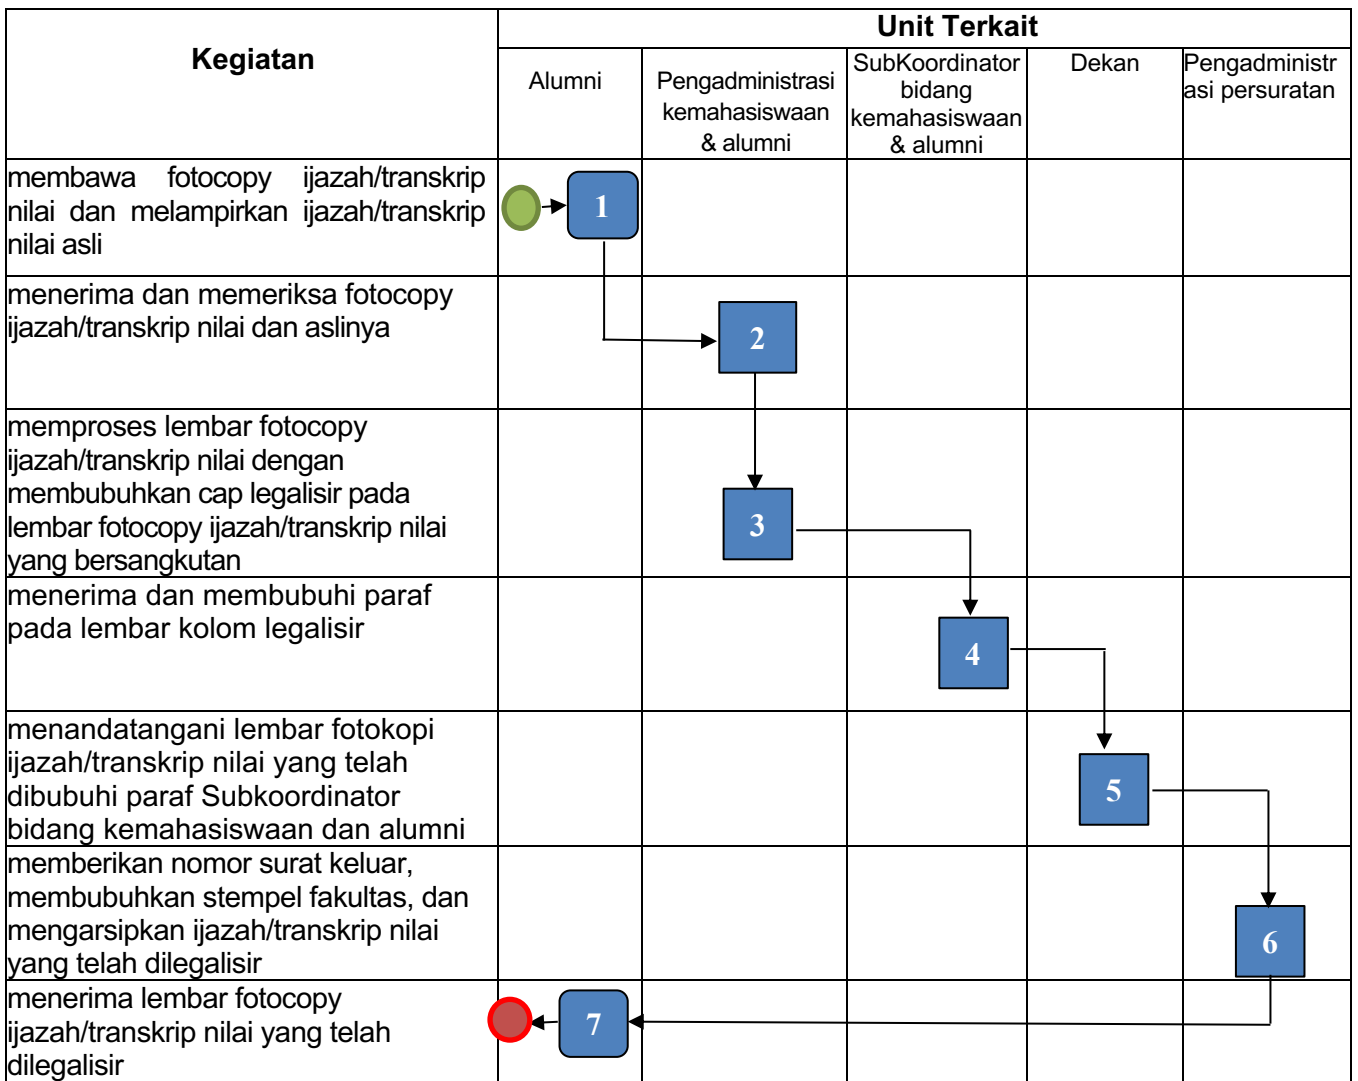 Kegiatan
Unit Terkait
Alumni
Pengadministrasi
kemahasiswaan
& alumni
SubKoordinator
bidang
kemahasiswaan
& alumni
Dekan
Pengadministr
asi persuratan
membawa fotocopy ijazah/transkrip
nilai dan melampirkan ijazah/transkrip
nilai asli
1
menerima dan memeriksa fotocopy
ijazah/transkrip nilai dan aslinya
2
memproses lembar fotocopy
ijazah/transkrip nilai dengan
membubuhkan cap legalisir pada
lembar fotocopy ijazah/transkrip nilai
yang bersangkutan
3
menerima dan membubuhi paraf
pada lembar kolom legalisir
4
menandatangani lembar fotokopi
ijazah/transkrip nilai yang telah
dibubuhi paraf Subkoordinator
bidang kemahasiswaan dan alumni
5
memberikan nomor surat keluar,
membubuhkan stempel fakultas, dan
mengarsipkan ijazah/transkrip nilai
yang telah dilegalisir
6
menerima lembar fotocopy
ijazah/transkrip nilai yang telah
dilegalisir
7